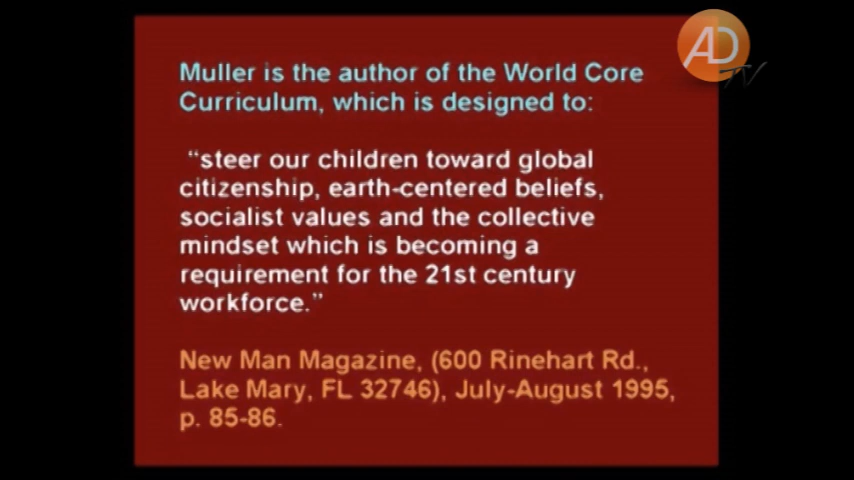 AD
TV
Muller is the author of the World Core
Curriculum, which is designed to:
“steer our children toward global
citizenship, earth-centered beliefs,
socialist values and the collective
mindset which is becoming a
requirement for the 21st century
workforce.”
New Man Magazine, (600 Rinehart Rd.,
Lake Mary, FL 32746), July-August 1995,
p. 85-86.